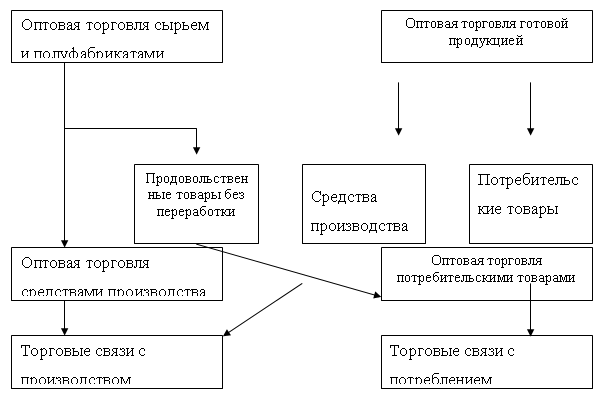 Оптовая торговля сырьем
и полуфабрикатами
Оптовая торговля готовой
продукцией
Продовольствен
ные товары без
переработки
Средства
производства
Потребительс
кие товары
Оптовая торговля
средствами производства
Оптовая торговля
потребительскими товарами
Торговые связи с
производством
Торговые связи с
потреблением